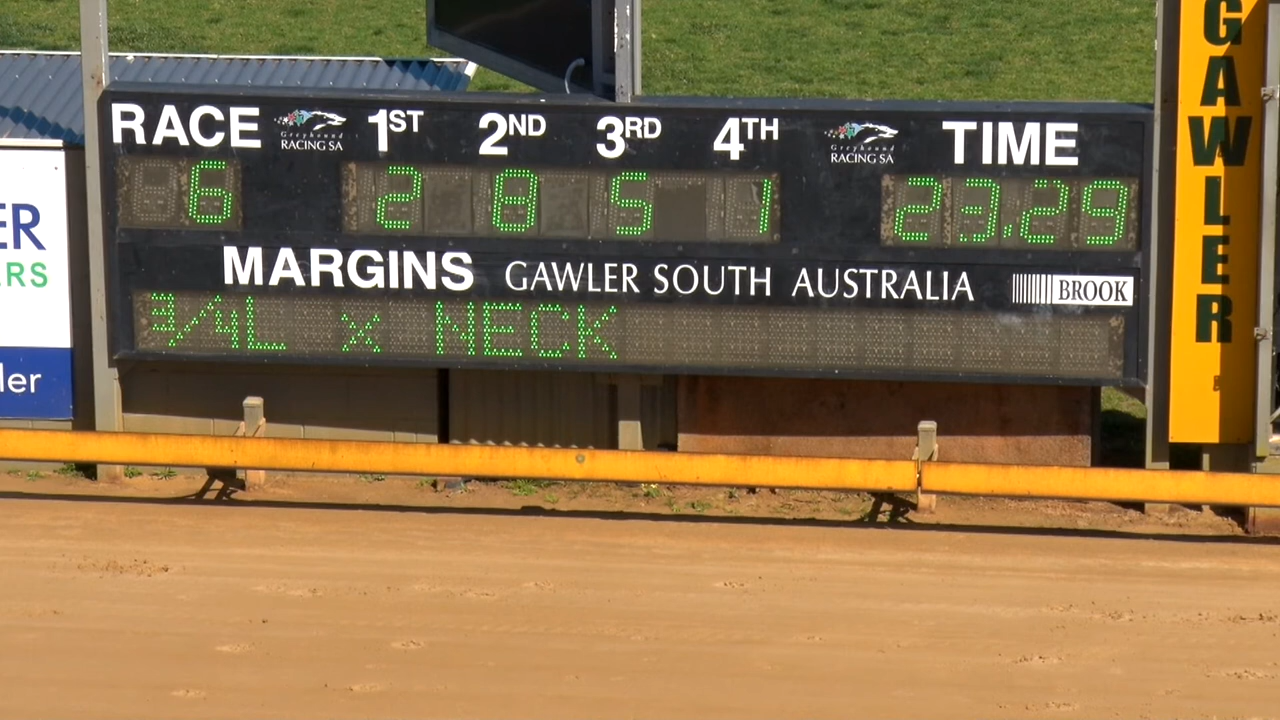 RACE Greyhound RACING SA 1ST 2ND 3RD 4TH Greyhound RACING SA TIME
6 2 8 5 1 23.29
MARGINS GAWLER SOUTH AUSTRALIA BROOK
3/4L x NECK
GAWLER
ER
ERS
ler